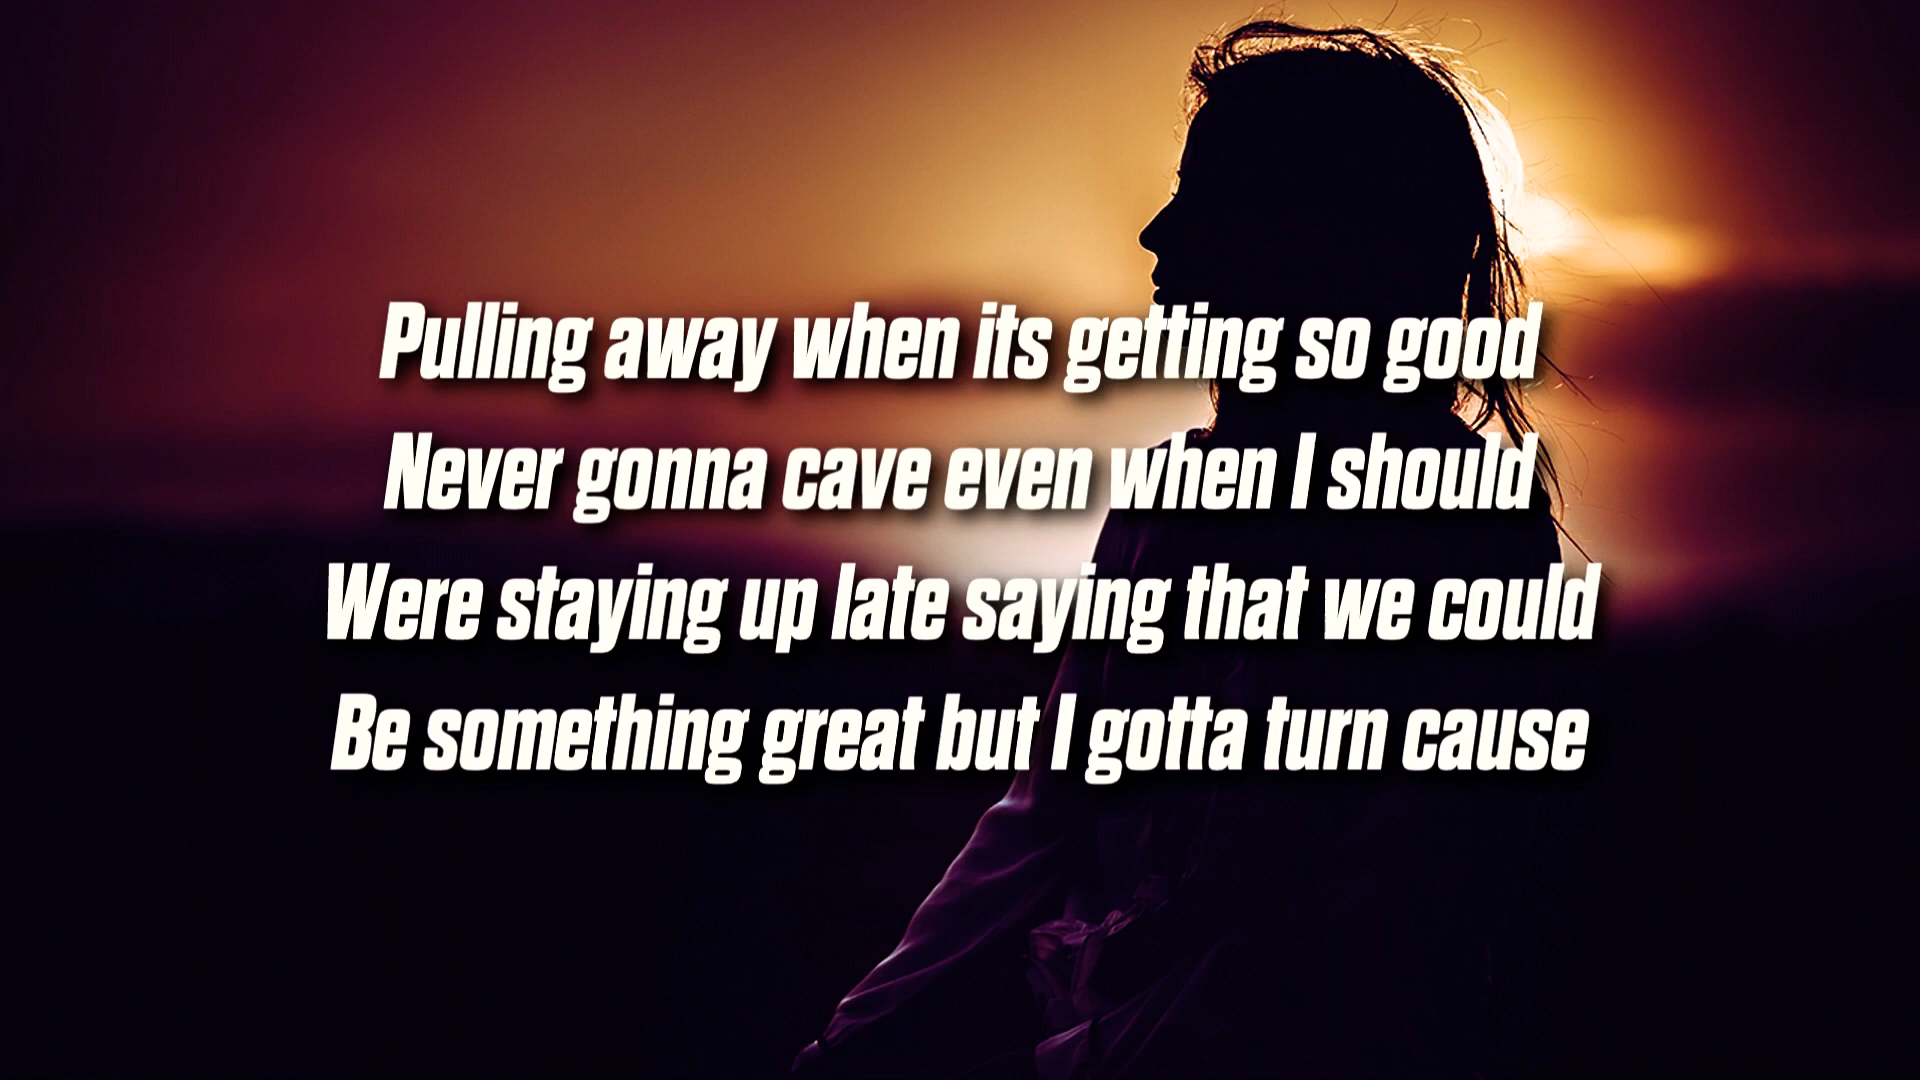 Pulling away when its getting so good
Never gonna cave even when I should
Were staying up late saying that we could
Be something great but I gotta turn cause